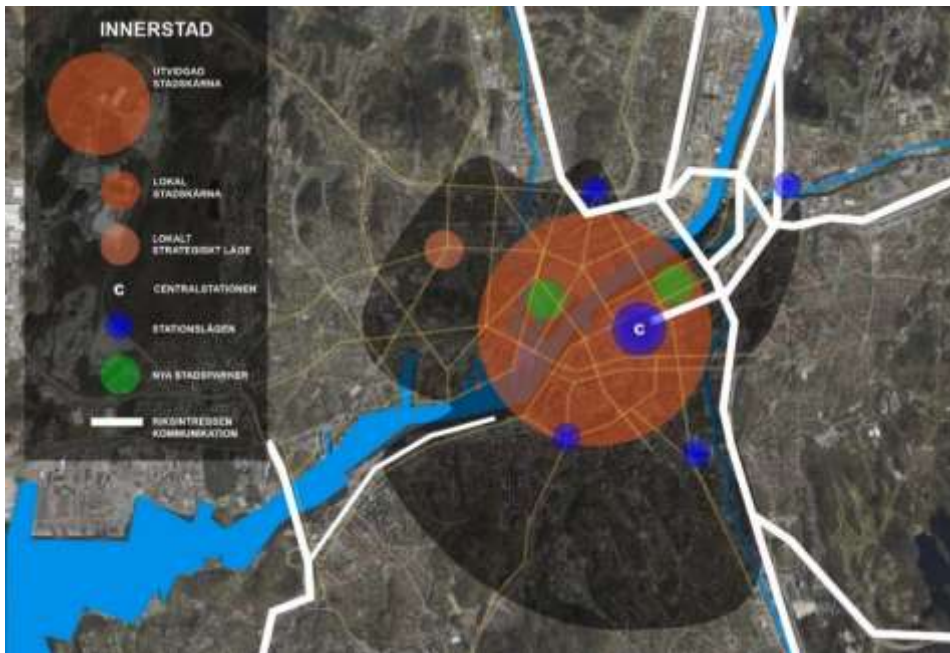 INNERSTAD
UTVIDGAD
STADSKÄRNA
LOKAL
STADSKÄRNA
LOKALT
STRATEGISKT LÄGE
C
CENTRALSTATIONEN
STATIONSLÄGEN
NYA STADSPARKER
RIKSINTRESSEN
KOMMUNIKATION
C